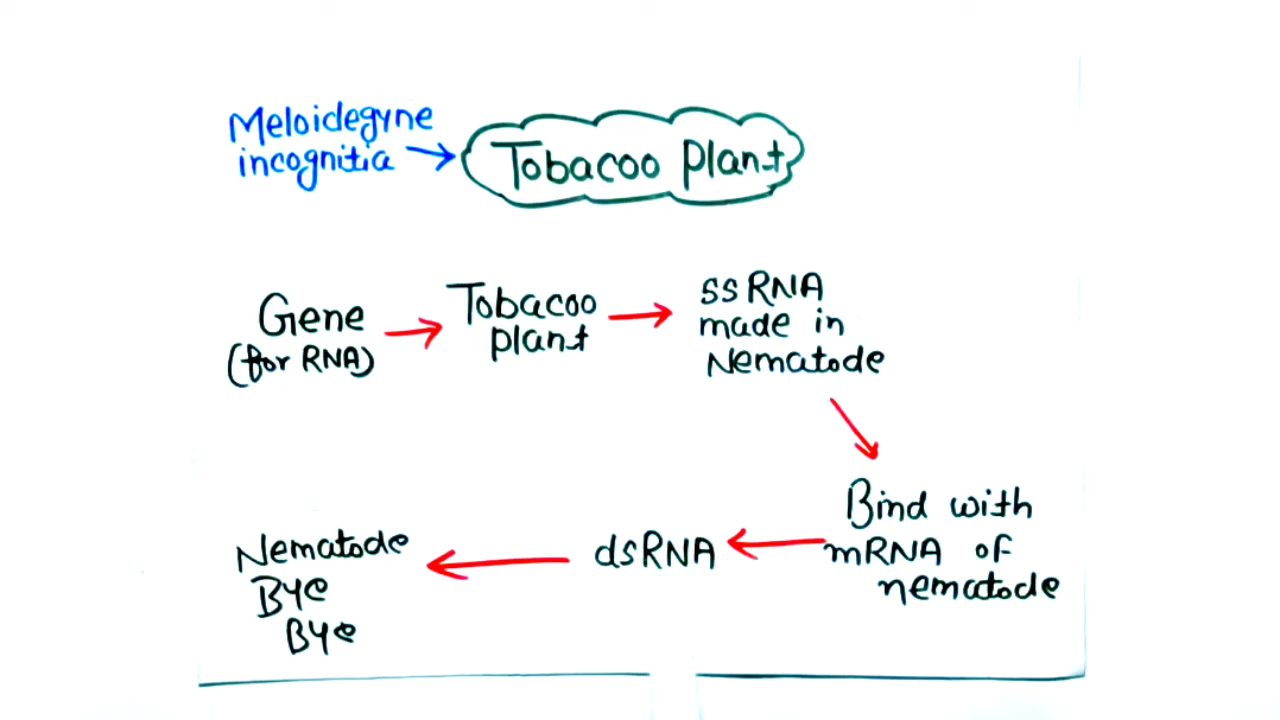 Meloidegyne
incognitia
Tobacoo Plant
Gene
(for RNA)
Tobacoo
plant
ssRNA
made in
Nematode
Bind with
mRNA of
nematode
dsRNA
Nematode
Bye
Bye